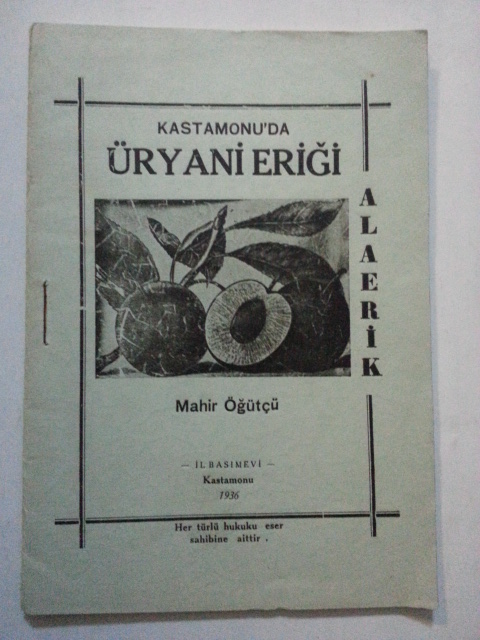 KASTAMONU'DA
ÜRYANİ ERİĞİ
ALAERİK
Mahir Öğütçü
— İL BASIMEVİ —
Kastamonu
1936
Her türlü hukuku eser
sahibine aittir .